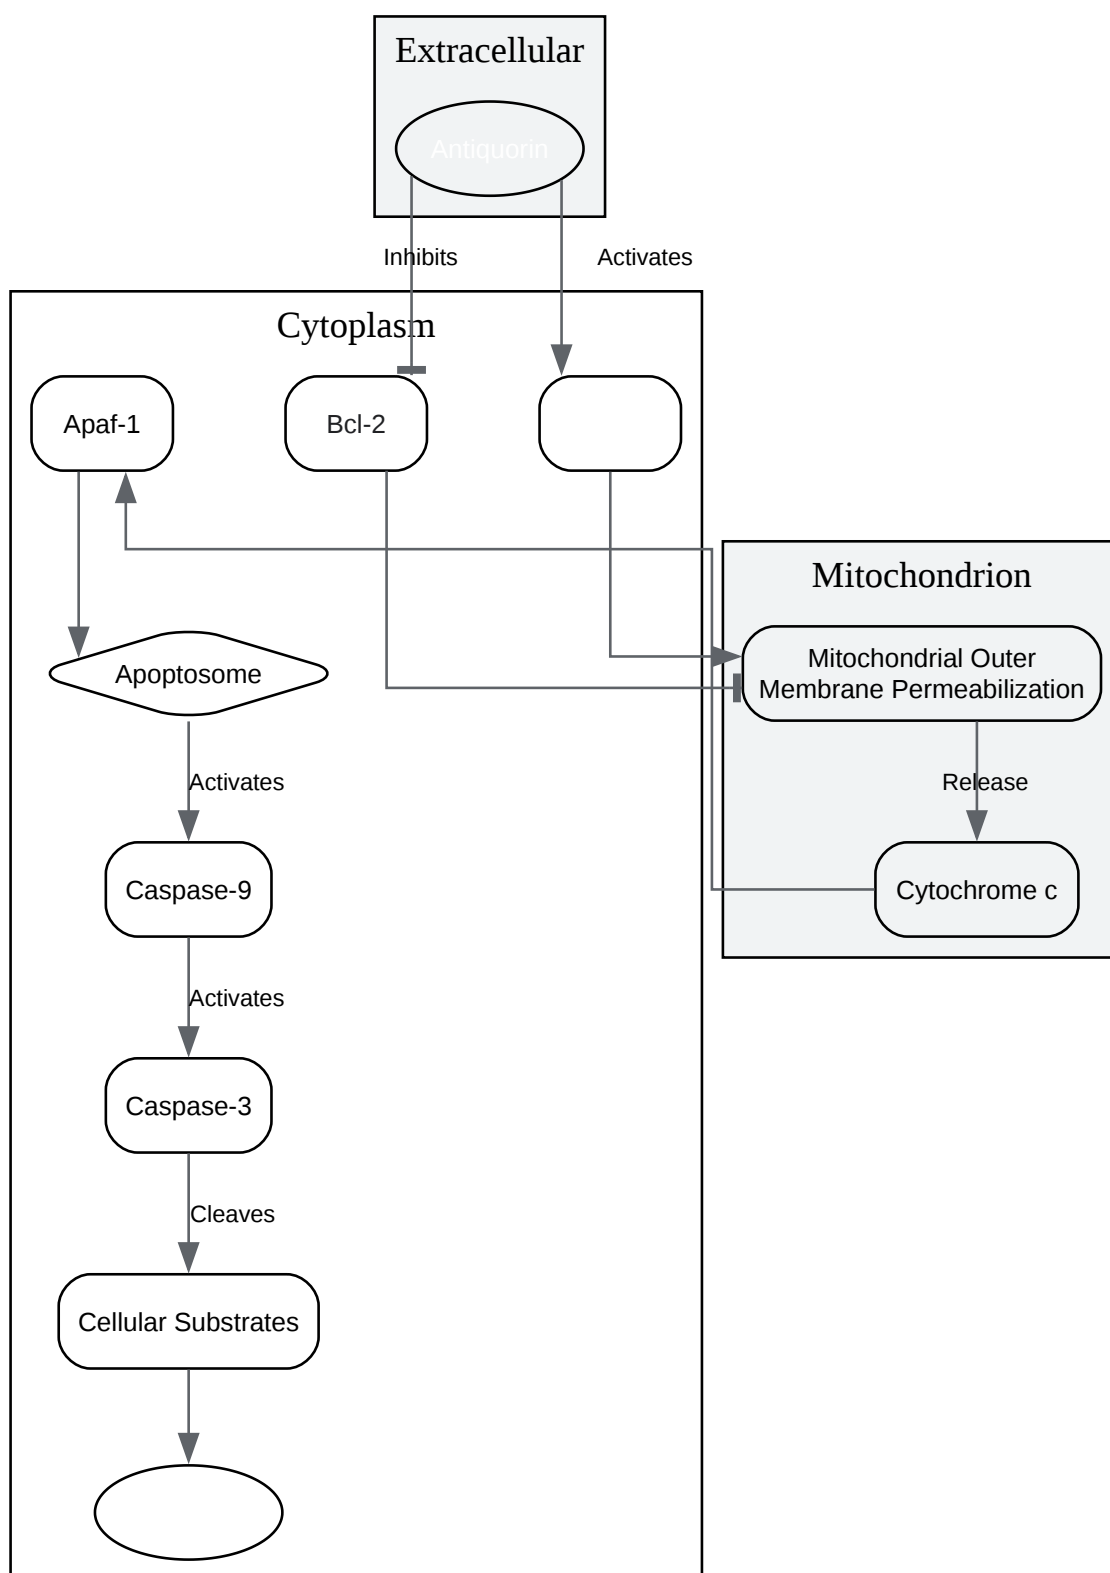 Extracellular
Antiquorin
Inhibits
Activates
Cytoplasm
Apaf-1
Bcl-2
Mitochondrion
Mitochondrial Outer
Membrane Permeabilization
Apoptosome
Activates
Release
Caspase-9
Cytochrome c
Activates
Caspase-3
Cleaves
Cellular Substrates